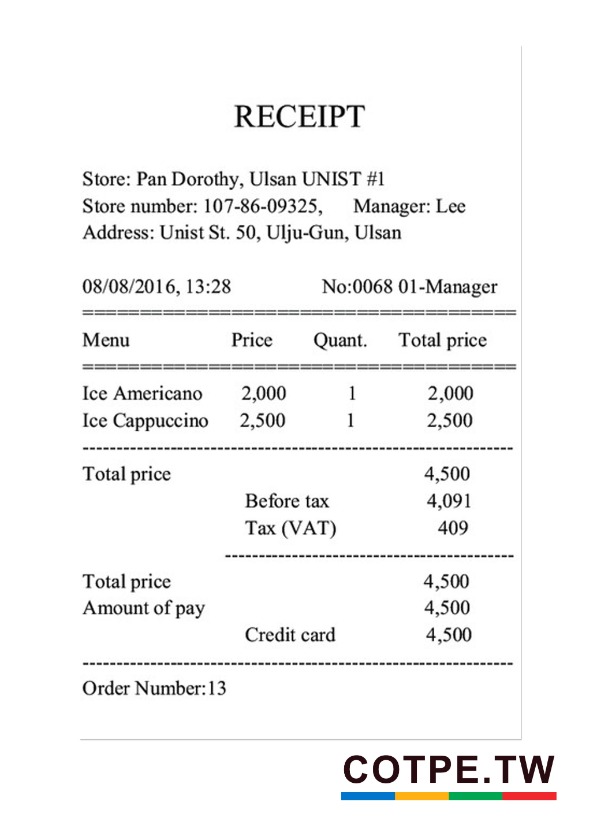 RECEIPT
Store: Pan Dorothy, Ulsan UNIST #1
Store number: 107-86-09325, Manager: Lee
Address: Unist St. 50, Ulju-Gun, Ulsan
08/08/2016, 13:28 No:0068 01-Manager
======================================
Menu Price Quant. Total price
======================================
Ice Americano 2,000 1 2,000
Ice Cappuccino 2,500 1 2,500
---------------------------------------------------------------
Total price 4,500
Before tax 4,091
Tax (VAT) 409
------------------------------------------
Total price 4,500
Amount of pay 4,500
Credit card 4,500
---------------------------------------------------------------
Order Number:13
COTPE.TW